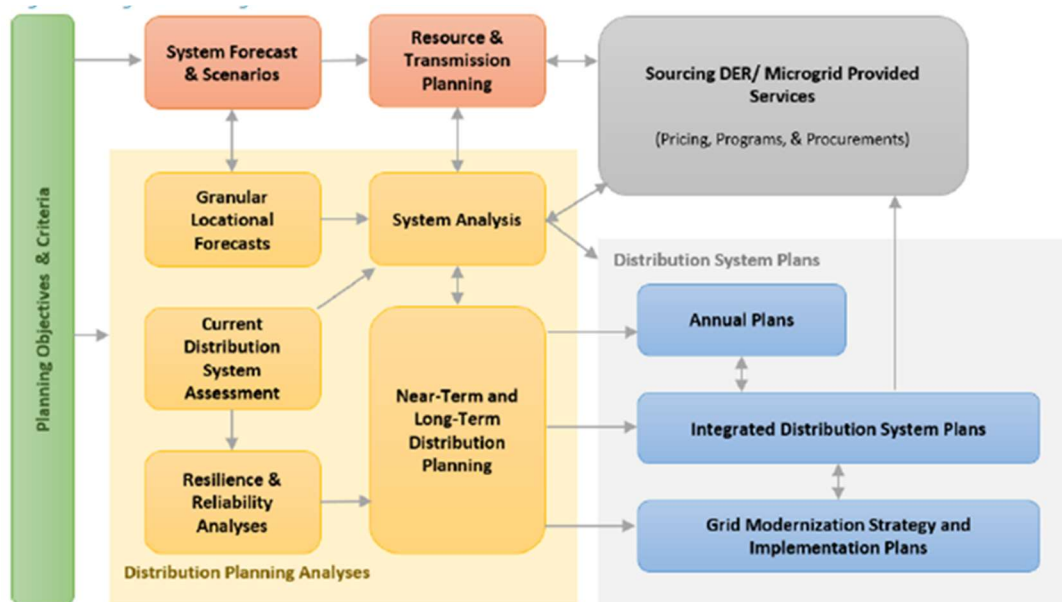 Planning Objectives & Criteria
System Forecast
& Scenarios
Resource &
Transmission
Planning
Sourcing DER/ Microgrid Provided
Services
(Pricing, Programs, & Procurements)
Granular
Locational
Forecasts
System Analysis
Distribution System Plans
Current
Distribution
System
Assessment
Near-Term and
Long-Term
Distribution
Planning
Annual Plans
Integrated Distribution System Plans
Resilience &
Reliability
Analyses
Grid Modernization Strategy and
Implementation Plans
Distribution Planning Analyses